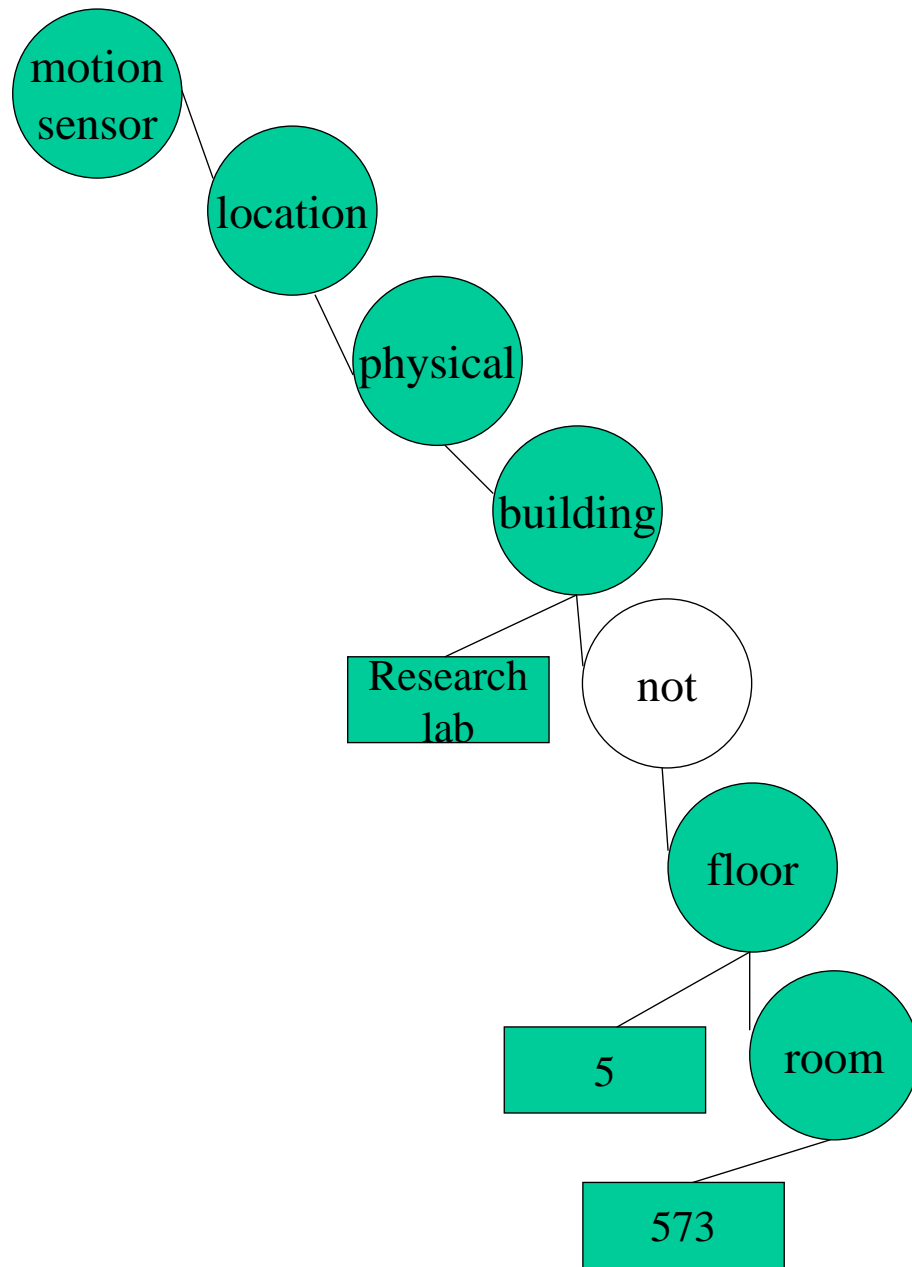 motion
sensor
location
physical
building
Research
lab
not
floor
5
room
573